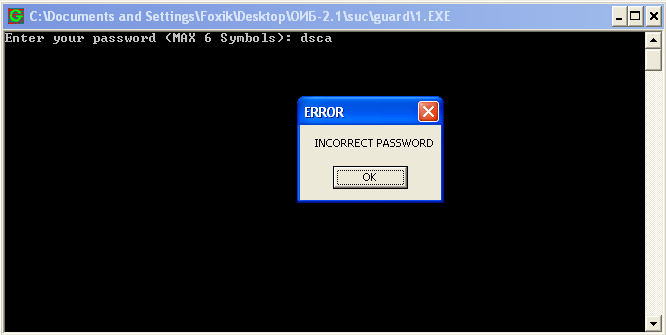 C:\Documents and Settings\Foxik\Desktop\ОИБ-2.1\suc\guard\1.EXE
Enter your password (MAX 6 Symbols): dsca
ERROR
INCORRECT PASSWORD
OK